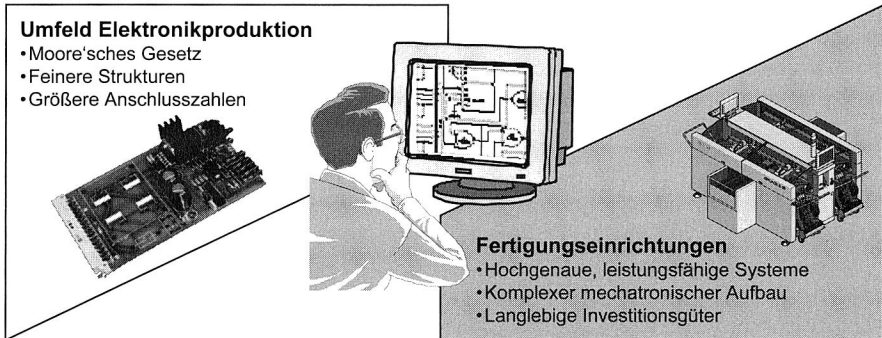 Umfeld Elektronikproduktion
•Moore‘sches Gesetz
•Feinere Strukturen
•Größere Anschlusszahlen
Fertigungseinrichtungen
•Hochgenaue, leistungsfähige Systeme
•Komplexer mechatronischer Aufbau
•Langlebige Investitionsgüter